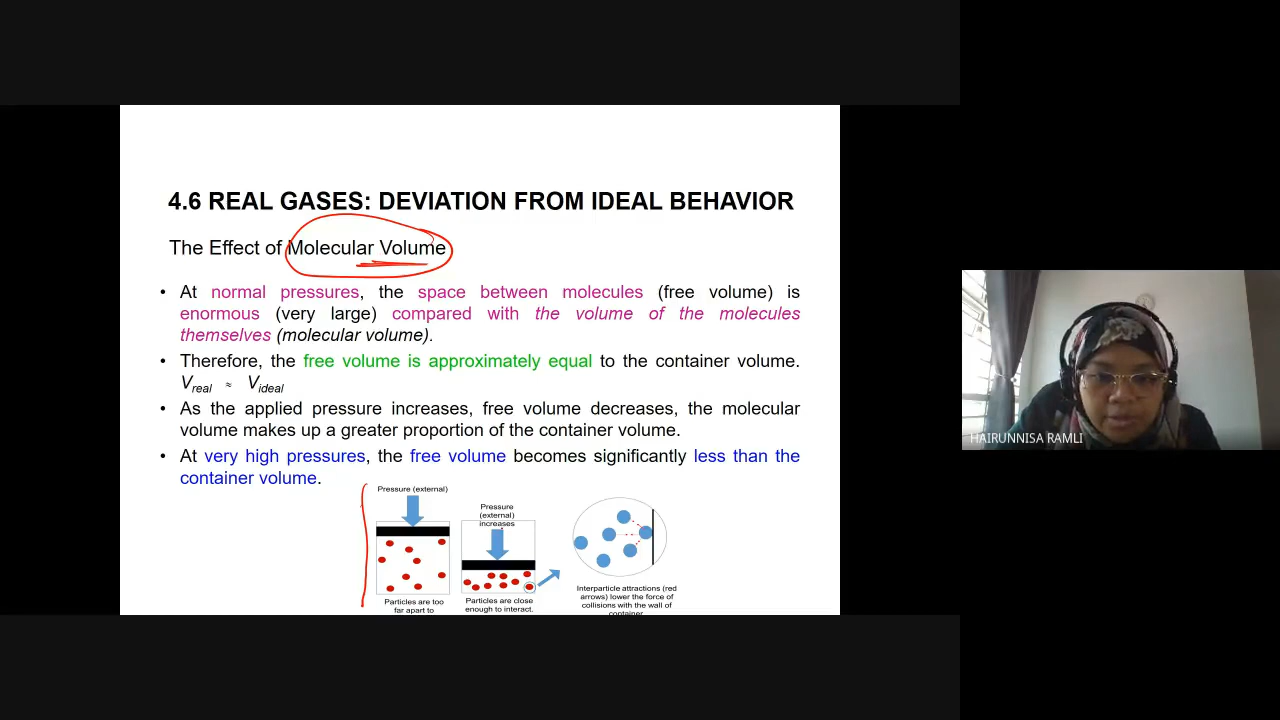 4.6 REAL GASES: DEVIATION FROM IDEAL BEHAVIOR
The Effect of Molecular Volume
• At normal pressures, the space between molecules (free volume) is
enormous (very large) compared with the volume of the molecules
themselves (molecular volume).
• Therefore, the free volume is approximately equal to the container volume.
Vreal ≈ Videal
• As the applied pressure increases, free volume decreases, the molecular
volume makes up a greater proportion of the container volume.
• At very high pressures, the free volume becomes significantly less than the
container volume.
Pressure (external)
Particles are too
far apart to
Pressure
(external)
increases
Particles are close
enough to interact.
Interparticle attractions (red
arrows) lower the force of
collisions with the wall of
container
HAIRUNNISA RAMLI